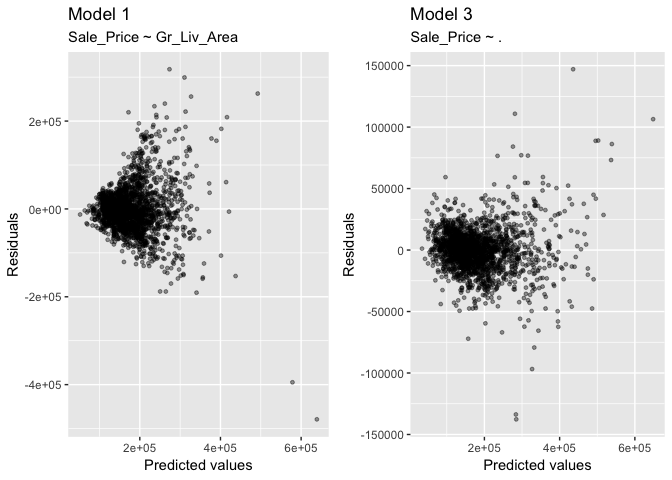 Model 1
Sale_Price ~ Gr_Liv_Area
2e+05
0e+00
-2e+05
-4e+05
Residuals
2e+05
4e+05
6e+05
Predicted values
Model 3
Sale_Price ~ .
150000
100000
50000
0
-50000
-100000
-150000
Residuals
2e+05
4e+05
6e+05
Predicted values